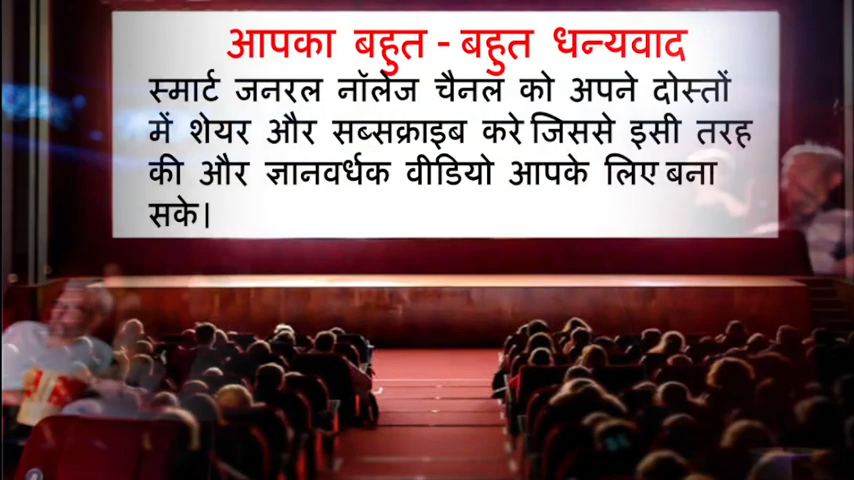 आपका बहुत - बहुत धन्यवाद
स्मार्ट जनरल नॉलेज चैनल को अपने दोस्तों
में शेयर और सब्सक्राइब करे जिससे इसी तरह
की और ज्ञानवर्धक वीडियो आपके लिए बना
सके।